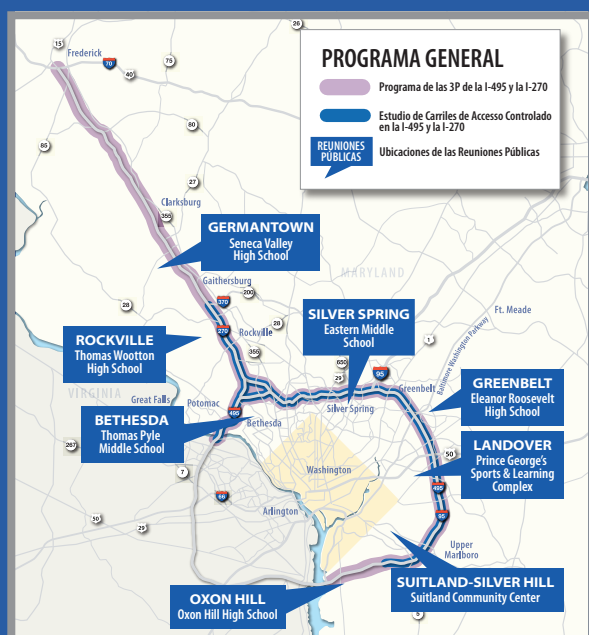 PROGRAMA GENERAL
Programa de las 3P de la I-495 y la I-270
Estudio de Carriles de Accesso Controlado
en la I-495 y la I-270
REUNIONES
PÚBLICAS
Ubicaciones de las Reuniones Públicas
15
Frederick
70
40
75
26
80
85
27
Clarksburg
355
GERMANTOWN
Seneca Valley
High School
MARYLAND
Gaithersburg
200
28
370
Ft. Meade
270
Rockville
28
355
ROCKVILLE
Thomas Wootton
High School
SILVER SPRING
Eastern Middle
School
1
Baltimore Washington Parkway
650
29
95
Greenbelt
VIRGINIA
Great Falls
Potomac
Silver Spring
GREENBELT
Eleanor Roosevelt
High School
495
Bethesda
BETHESDA
Thomas Pyle
Middle School
267
7
LANDOVER
Prince George's
Sports & Learning
Complex
50
Washington
495
66
Arlington
95
50
29
Upper
Marlboro
SUITLAND-SILVER HILL
Suitland Community Center
OXON HILL
Oxon Hill High School
5